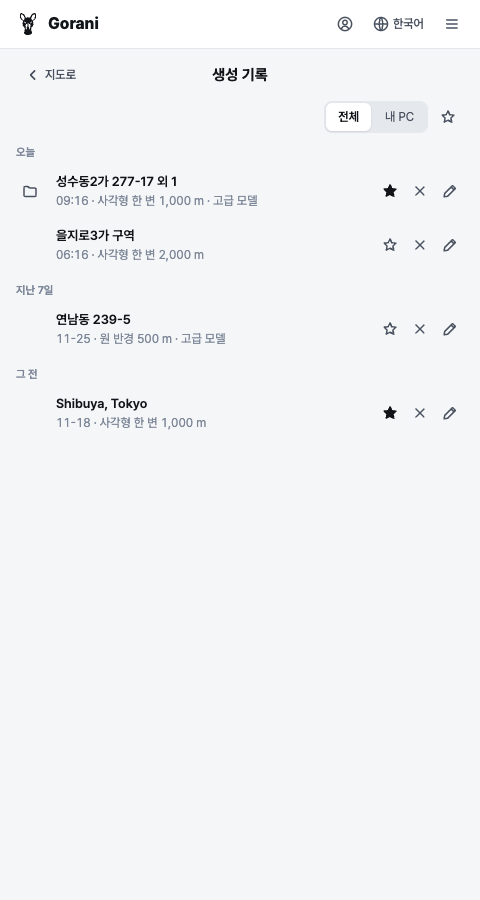 Gorani
한국어
지도로
생성 기록
전체
내 PC
오늘
성수동2가 277-17 외 1
09:16 · 사각형 한 변 1,000 m · 고급 모델
을지로3가 구역
06:16 · 사각형 한 변 2,000 m
지난 7일
연남동 239-5
11-25 · 원 반경 500 m · 고급 모델
그 전
Shibuya, Tokyo
11-18 · 사각형 한 변 1,000 m